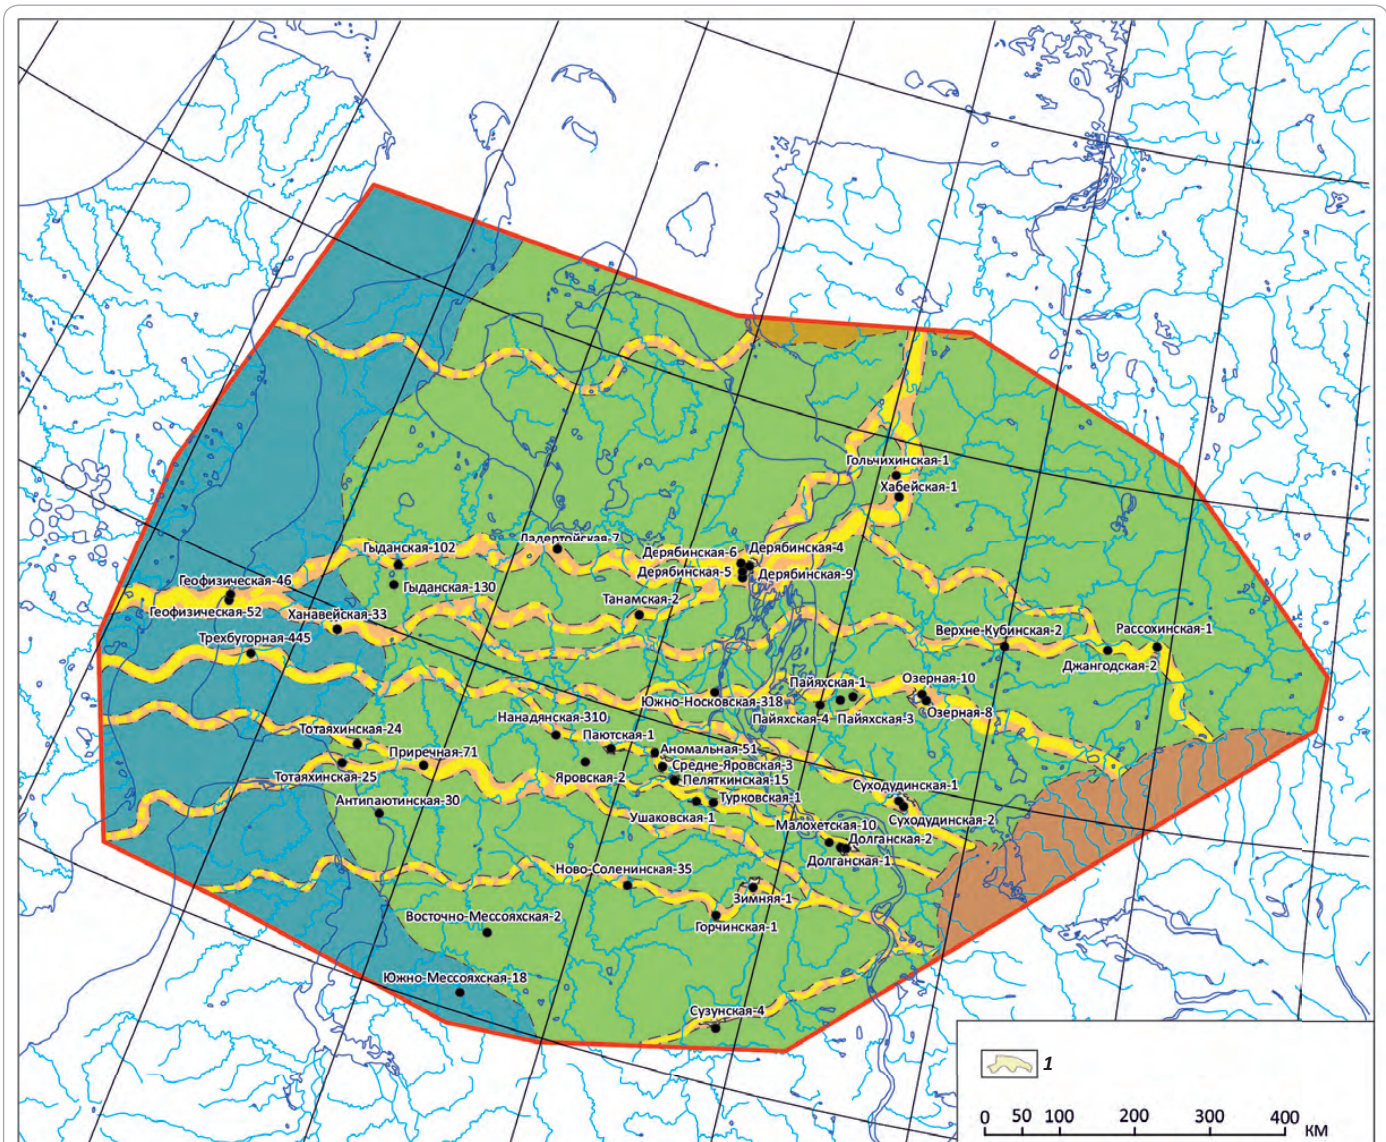 Гольчихинская-1
Хабейская-1
Ладертойская-7
Гыданская-102
Дерябинская-6
Дерябинская-4
Дерябинская-5
Дерябинская-9
Геофизическая-46
Гыданская-130
Танамская-2
Геофизическая-52
Ханавейская-33
Трехбугорная-445
Верхне-Кубинская-2
Рассохинская-1
Джангодская-2
Пайяхская-1
Озерная-10
Южно-Носковская-318
Пайяхская-4
Пайяхская-3
Озерная-8
Нанадянская-310
Тотаяхинская-24
Паютская-1
Приречная-71
Аномальная-51
Средне-Яровская-3
Тотаяхинская-25
Яровская-2
Пеляткинская-15
Суходудинская-1
Антипаютинская-30
Турковская-1
Ушаковская-1
Суходудинская-2
Малохетская-10
Долганская-2
Долганская-1
Ново-Соленинская-35
Зимняя-1
Восточно-Мессояхская-2
Горчинская-1
Южно-Мессояхская-18
Сузунская-4
1
0 50 100 200 300 400 км